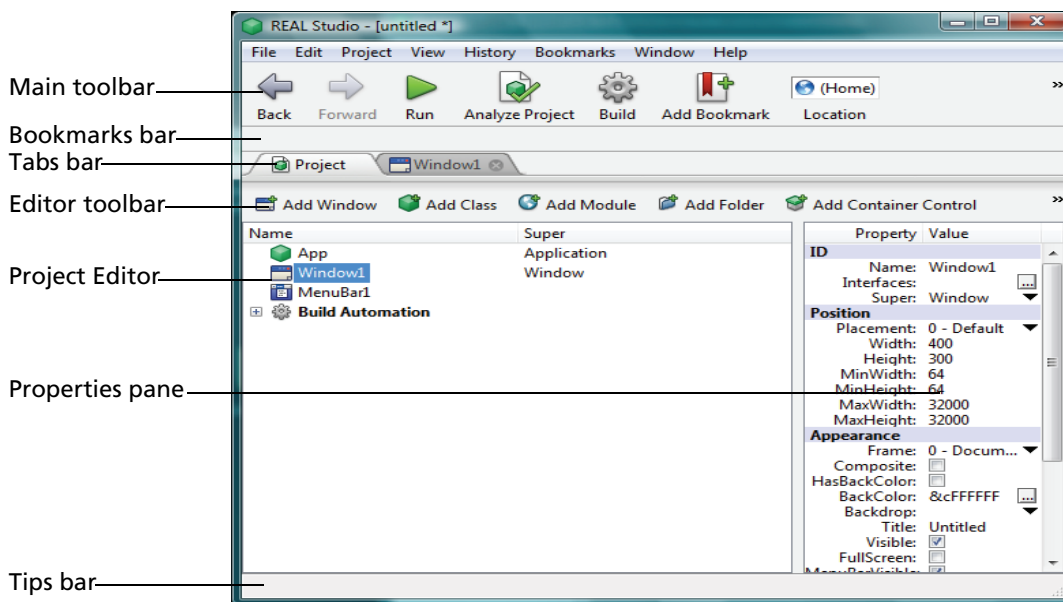 REAL Studio - [untitled *]
File Edit Project View History Bookmarks Window Help
Main toolbar
(Home)
»
Back Forward Run Analyze Project Build Add Bookmark Location
Bookmarks bar
Tabs bar
Project Window1
Editor toolbar
Add Window Add Class Add Module Add Folder Add Container Control »
Name Super Property Value
App Application
Window1 Window
MenuBar1
Build Automation
Project Editor
ID
Name: Window1
Interfaces: ...
Super: Window
Position
Placement: 0 - Default
Width: 400
Height: 300
MinWidth: 64
Properties pane
MinHeight: 64
MaxWidth: 32000
MaxHeight: 32000
Appearance
Frame: 0 - Docum...
Composite:
HasBackColor:
BackColor: &cFFFFFF ...
Backdrop:
Title: Untitled
Visible:
FullScreen:
MenuBarVisible:
Tips bar